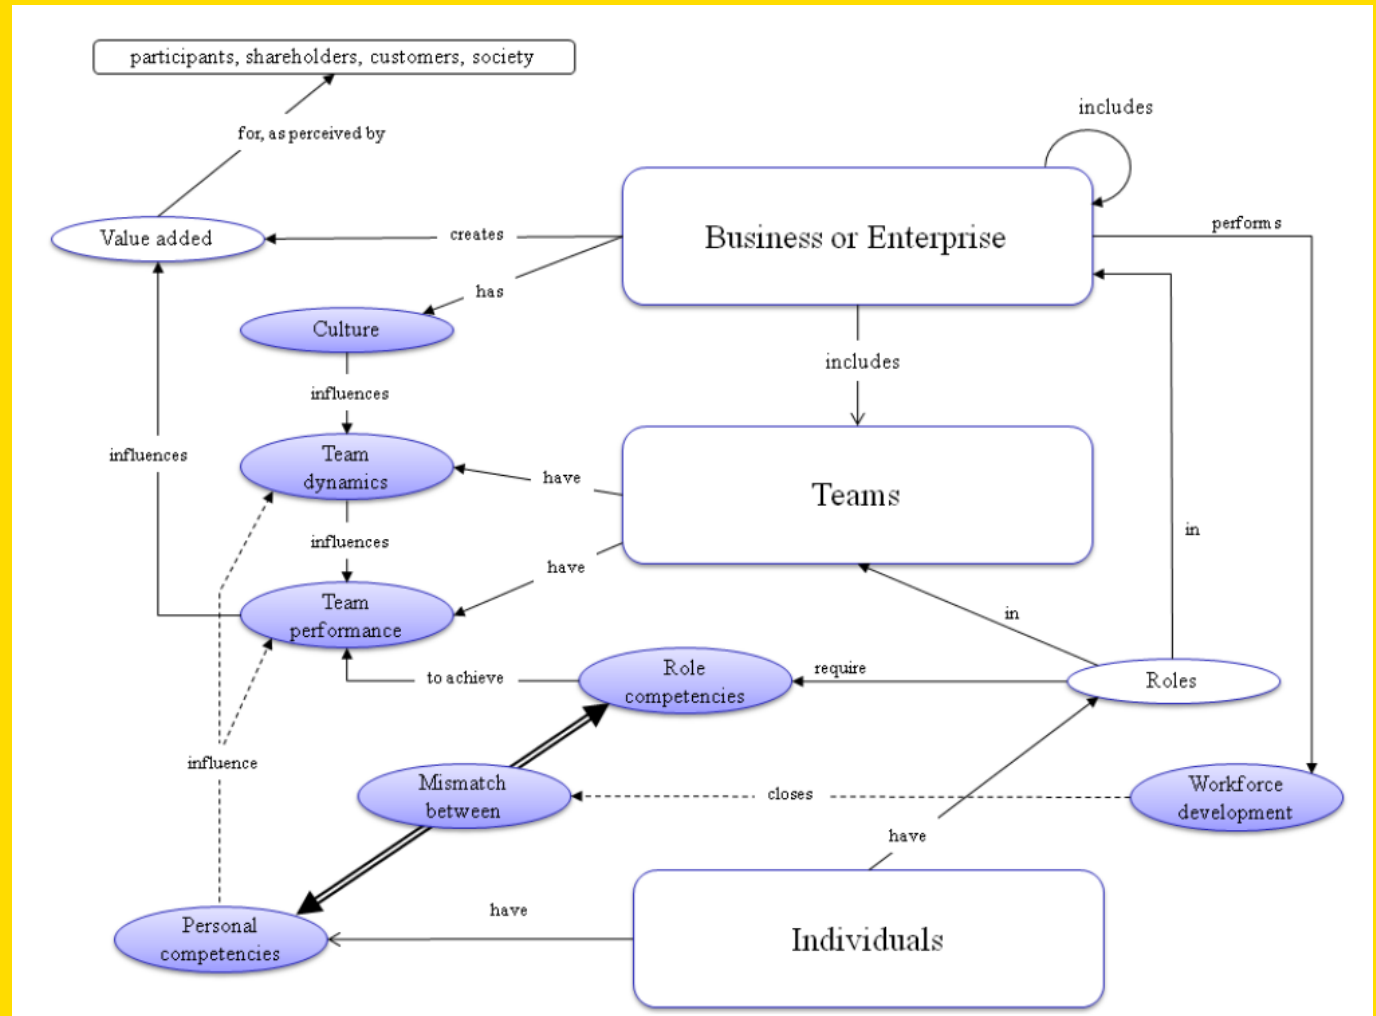 participants, shareholders, customers, society
includes
for, as perceived by
performs
Value added
creates
Business or Enterprise
has
Culture
includes
influences
influences
Team
dynamics
have
Teams
influences
in
have
Team
performance
in
to achieve
Role
competencies
require
Roles
influence
Mismatch
between
closes
Workforce
development
have
have
Personal
competencies
Individuals